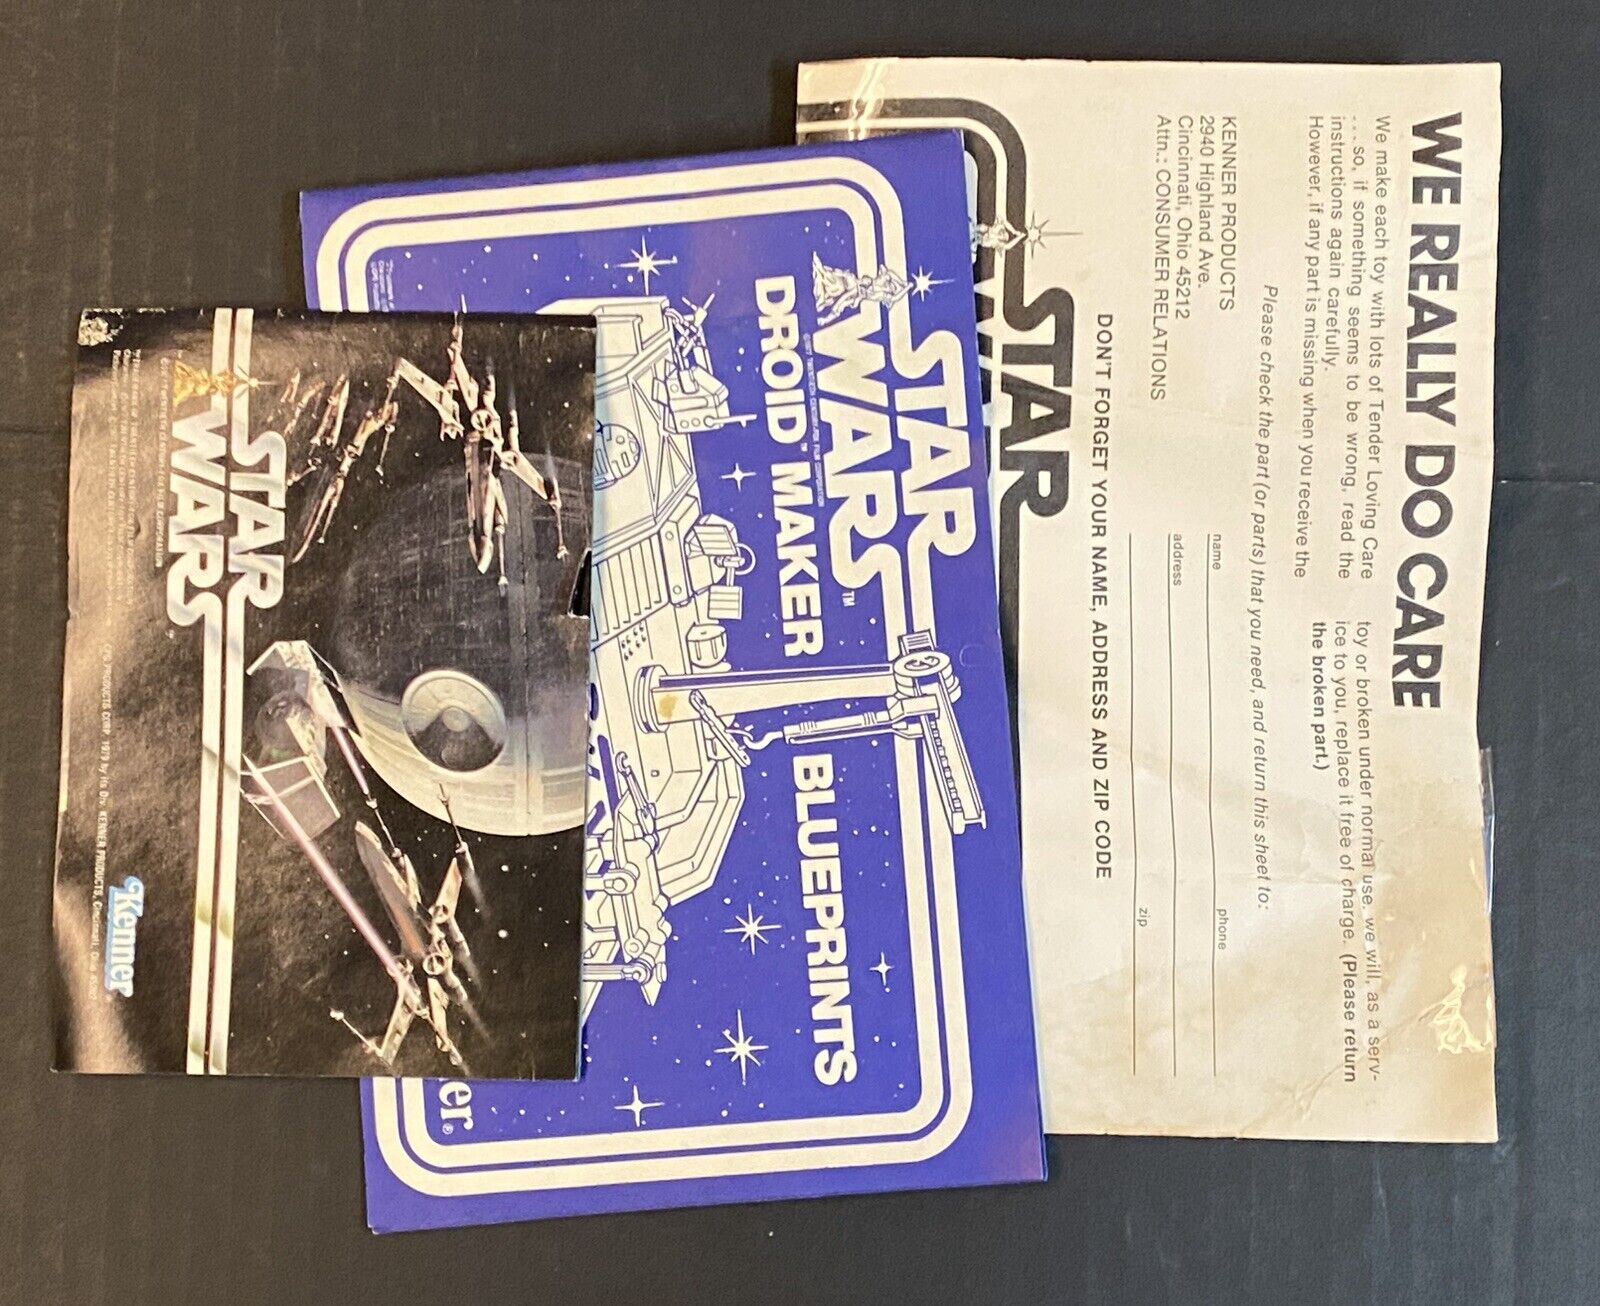 WE REALLY DO CARE
We make each toy with lots of Tender Loving Care
. . . so, if something seems to be wrong, read the
instructions again carefully.
However, if any part is missing when you receive the
toy or broken under normal use, we will, as a serv-
ice to you, replace it free of charge. (Please return
the broken part.)
Please check the part (or parts) that you need, and return this sheet to:
KENNER PRODUCTS
2940 Highland Ave.
Cincinnati, Ohio 45212
Attn.: CONSUMER RELATIONS
name
phone
address
zip
DON'T FORGET YOUR NAME, ADDRESS AND ZIP CODE
STAR
STAR
WARS™
DROID™ MAKER BLUEPRINTS
er®
STAR
WARS
Kenner